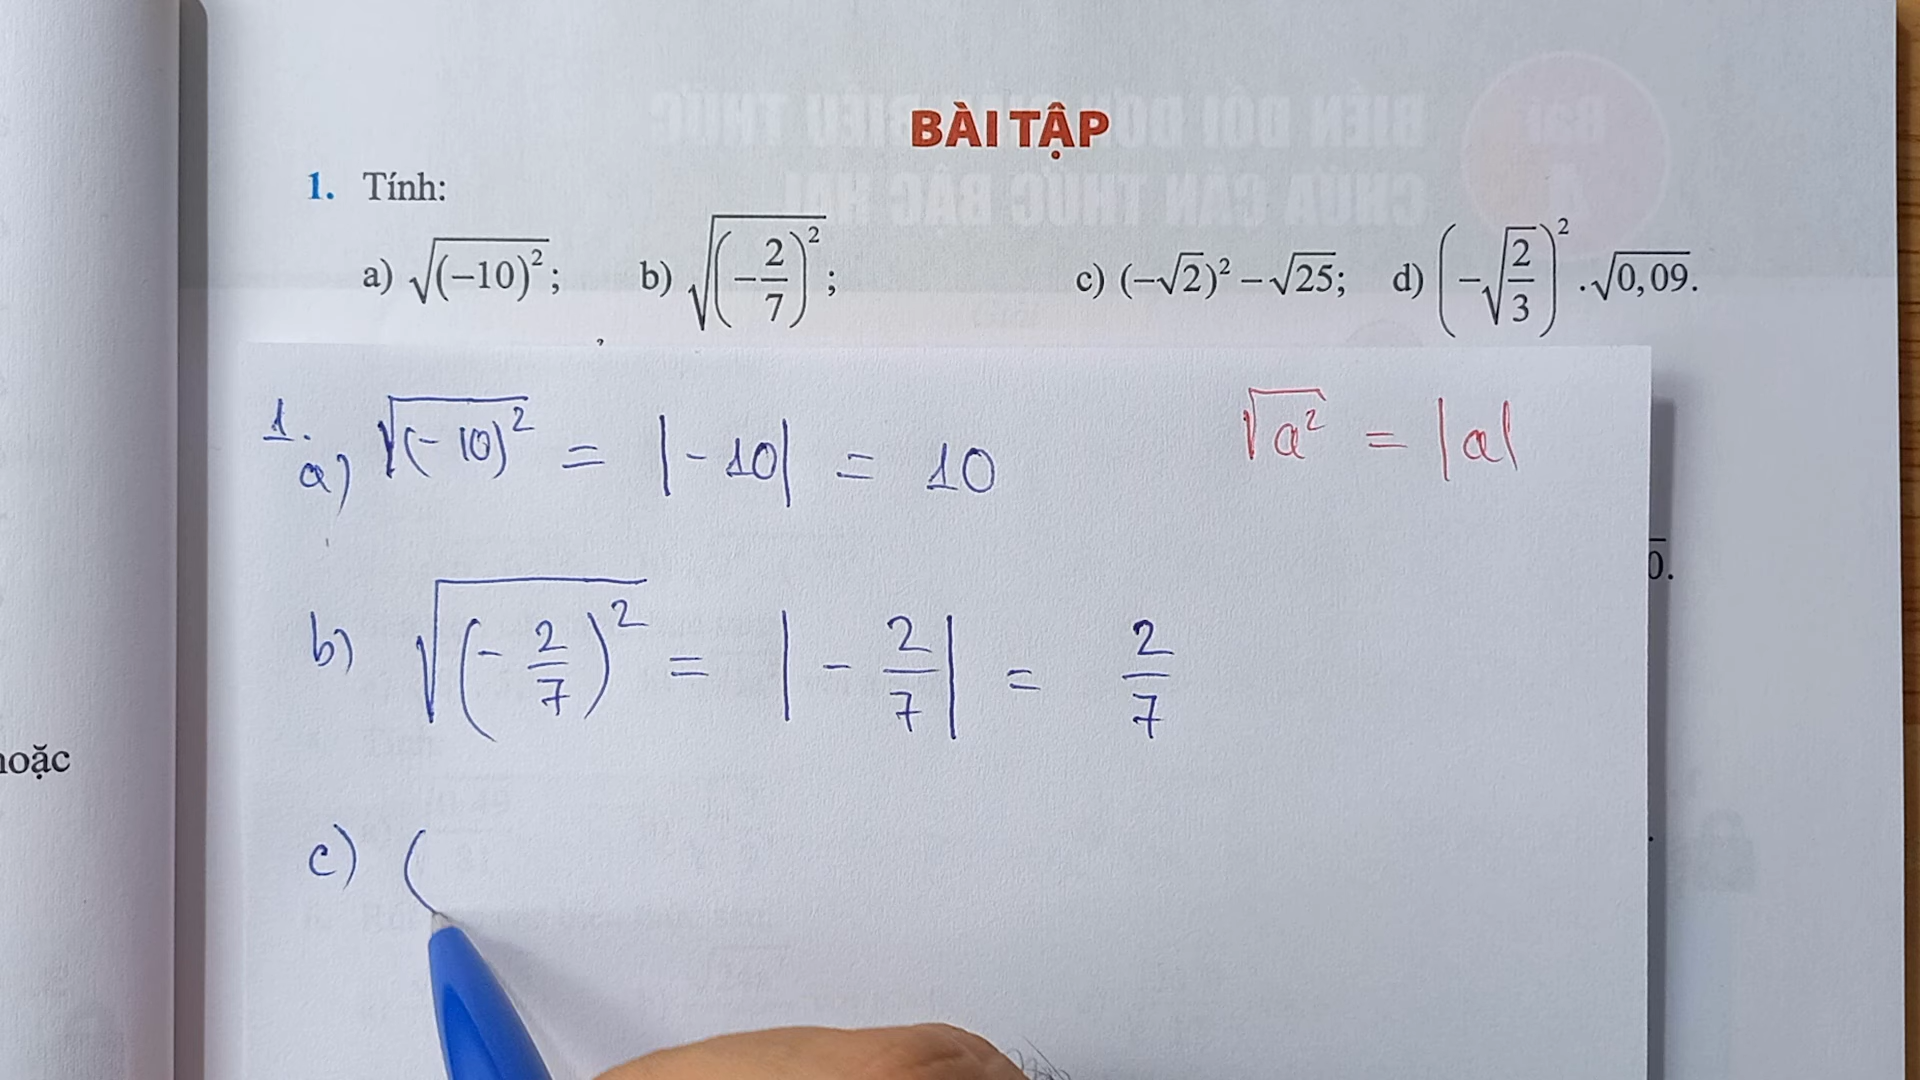 BÀI TẬP
1. Tính:
a) √(−10)²; b) √(−2/7)²; c) (−√2)² − √25; d) (−√(2/3))² . √0,09.
1.
a) √(-10)² = |-10| = 10
√a² = |a|
0.
b) √(-2/7)² = |-2/7| = 2/7
hoặc
c) (